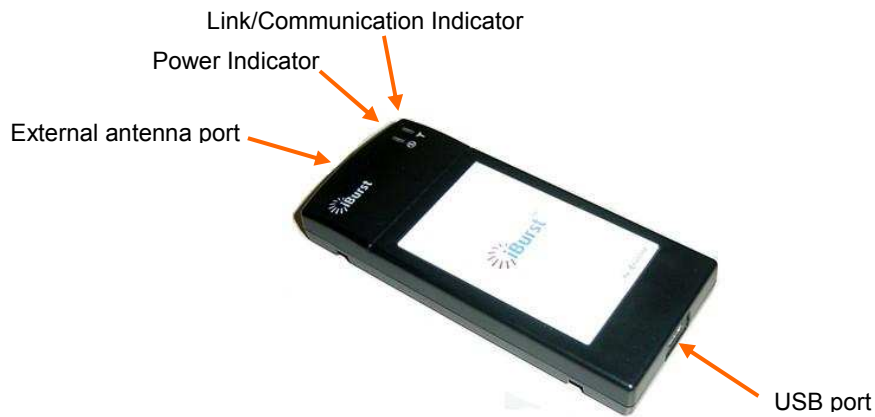 Link/Communication Indicator
Power Indicator
External antenna port
iBurst
iBurst
USB port